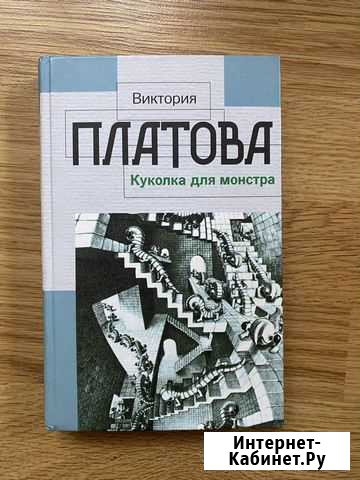 Виктория
ПЛАТОВА
Куколка для монстра
Интернет-
Кабинет.Ру